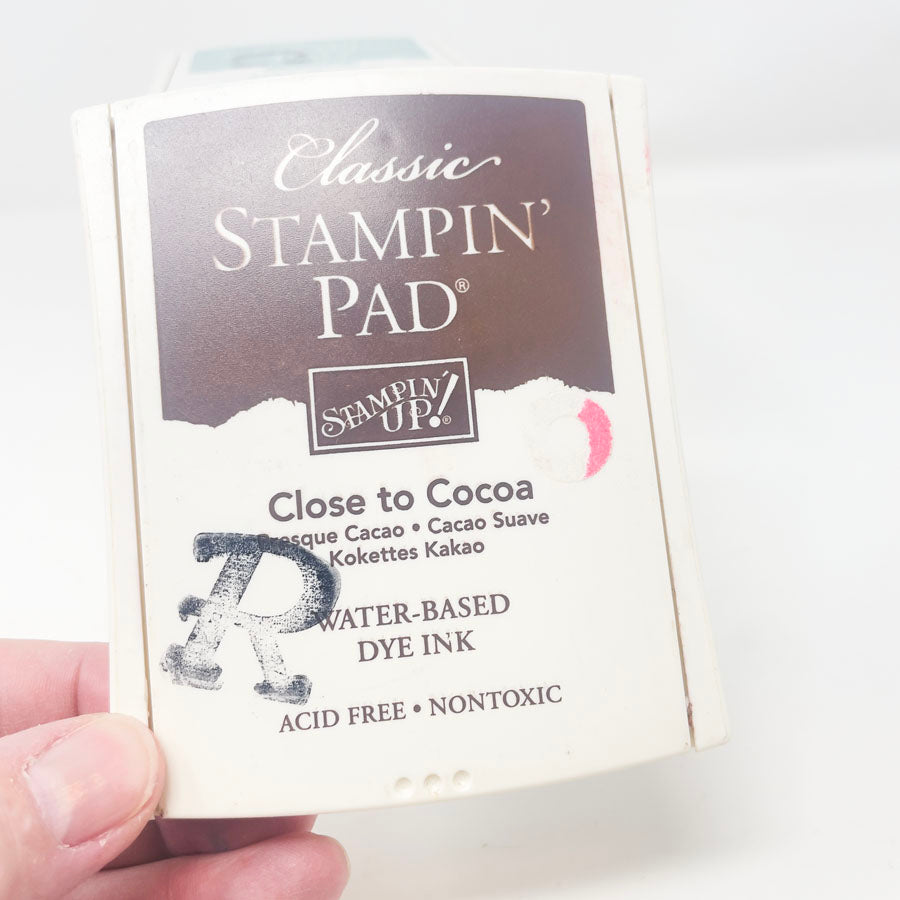 Classic
STAMPIN'
PAD®
STAMPIN'
UP!®
Close to Cocoa
Presque Cacao • Cacao Suave
Kokettes Kakao
R
WATER-BASED
DYE INK
ACID FREE • NONTOXIC